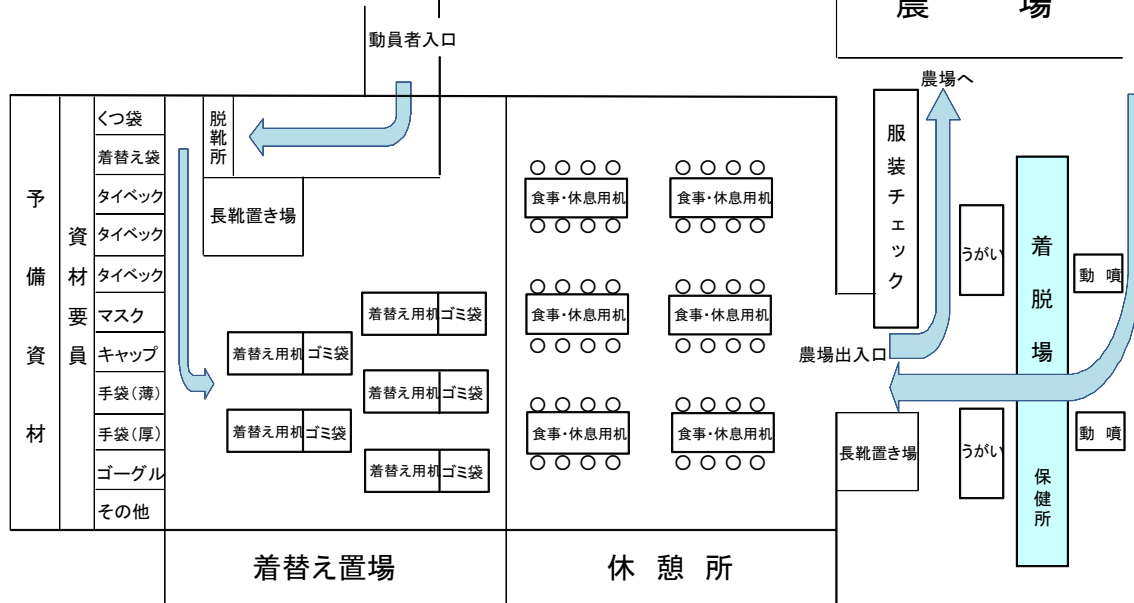 農場
動員者入口
農場へ
予備資材
資材要員
くつ袋
着替え袋
タイベック
タイベック
タイベック
マスク
キャップ
手袋(薄)
手袋(厚)
ゴーグル
その他
脱靴所
長靴置き場
着替え用机
ゴミ袋
着替え用机
ゴミ袋
着替え用机
ゴミ袋
着替え用机
ゴミ袋
着替え用机
ゴミ袋
食事・休息用机
食事・休息用机
食事・休息用机
食事・休息用机
食事・休息用机
食事・休息用机
服装チェック
農場出入口
長靴置き場
うがい
うがい
着脱場
保健所
動噴
動噴
着替え置場
休憩所